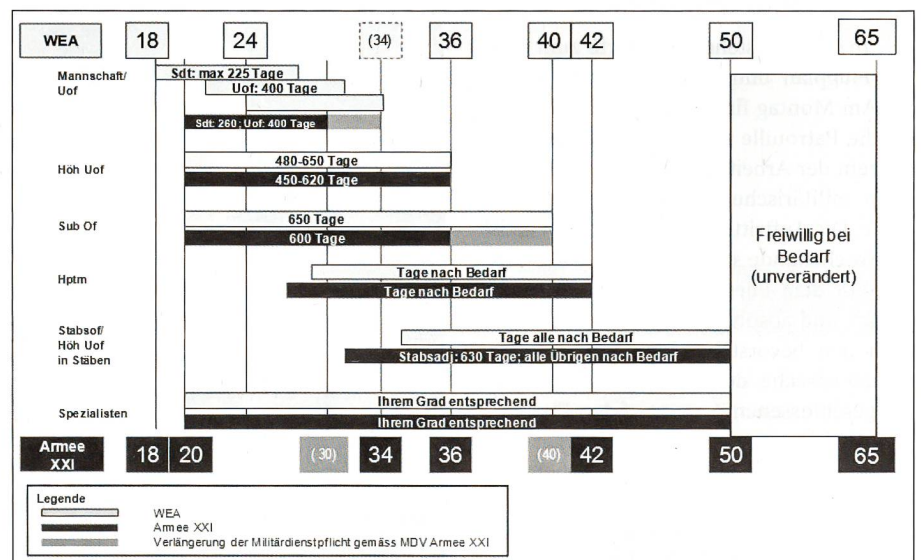 WEA 18 24 (34) 36 40 42 50 65
Mannschaft/
Uof
Sdt: max 225 Tage
Uof: 400 Tage
Sdt: 260; Uof: 400 Tage
Höh Uof
480-650 Tage
450-620 Tage
Sub Of
650 Tage
600 Tage
Hptm
Tage nach Bedarf
Tage nach Bedarf
Stabsof/
Höh Uof
in Stäben
Tage alle nach Bedarf
Stabsadj: 630 Tage; alle Übrigen nach Bedarf
Spezialisten
Ihrem Grad entsprechend
Ihrem Grad entsprechend
Freiwillig bei
Bedarf
(unverändert)
Armee
XXI
18 20 (30) 34 36 (40) 42 50 65
Legende
WEA
Armee XXI
Verlängerung der Militärdienstpflicht gemäss MDV Armee XXI